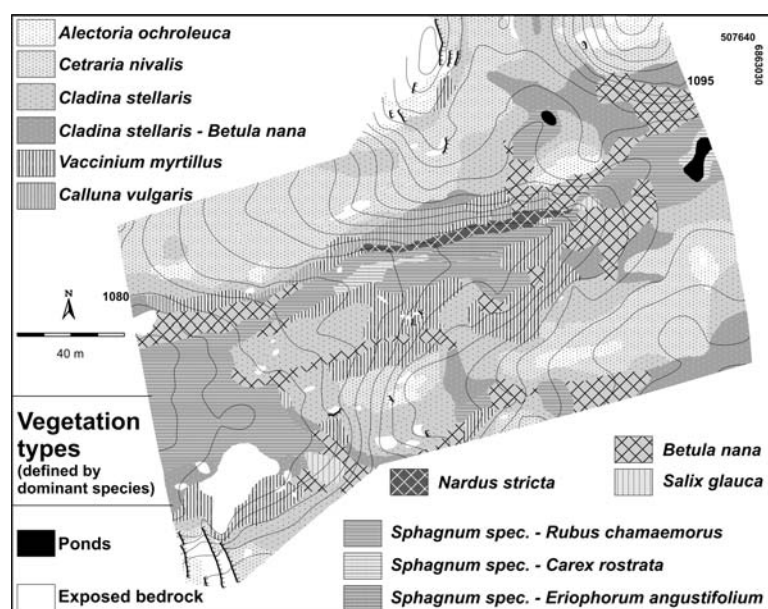 Alectoria ochroleuca
Cetraria nivalis
Cladina stellaris
Cladina stellaris - Betula nana
Vaccinium myrtillus
Calluna vulgaris
507640
6863030
1095
1080
N
40 m
Vegetation
types
(defined by
dominant species)
Ponds
Exposed bedrock
Nardus stricta
Betula nana
Salix glauca
Sphagnum spec. - Rubus chamaemorus
Sphagnum spec. - Carex rostrata
Sphagnum spec. - Eriophorum angustifolium